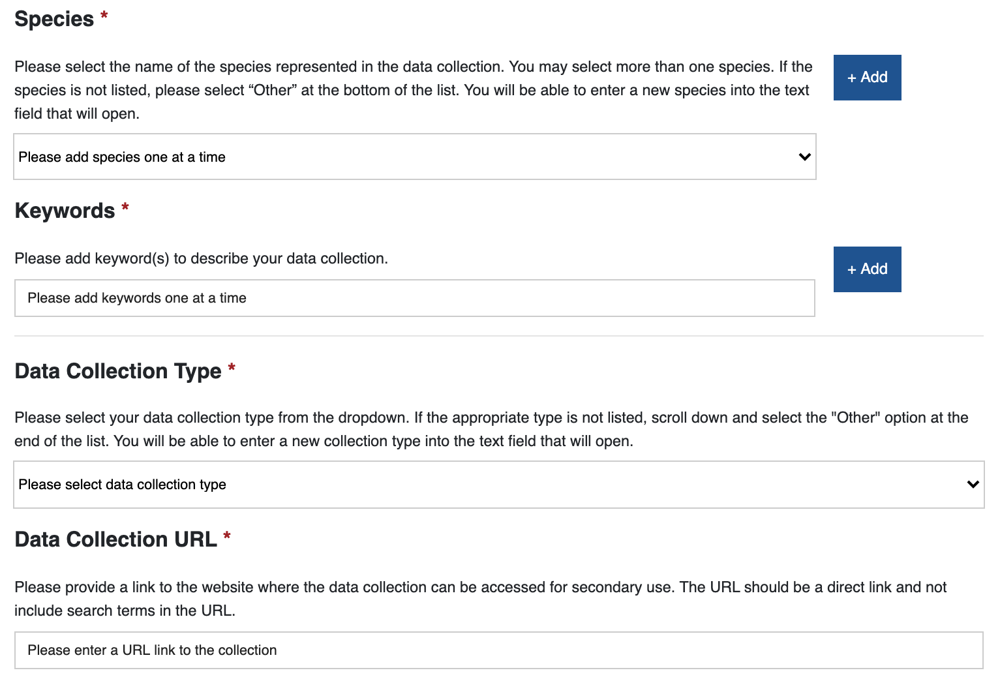 Species *
Please select the name of the species represented in the data collection. You may select more than one species. If the
species is not listed, please select “Other” at the bottom of the list. You will be able to enter a new species into the text
field that will open.
+ Add
Please add species one at a time
Keywords *
Please add keyword(s) to describe your data collection.
+ Add
Please add keywords one at a time
Data Collection Type *
Please select your data collection type from the dropdown. If the appropriate type is not listed, scroll down and select the "Other" option at the
end of the list. You will be able to enter a new collection type into the text field that will open.
Please select data collection type
Data Collection URL *
Please provide a link to the website where the data collection can be accessed for secondary use. The URL should be a direct link and not
include search terms in the URL.
Please enter a URL link to the collection